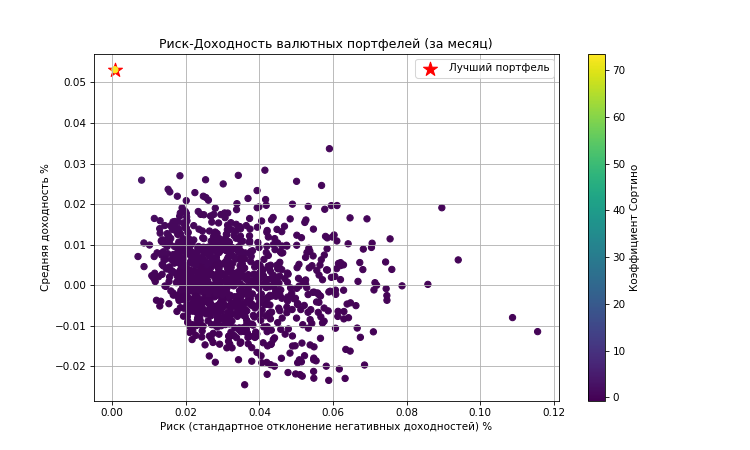 Риск-Доходность валютных портфелей (за месяц)
Лучший портфель
Средняя доходность %
0.05
0.04
0.03
0.02
0.01
0.00
−0.01
−0.02
0.00 0.02 0.04 0.06 0.08 0.10 0.12
Риск (стандартное отклонение негативных доходностей) %
70
60
50
40
30
20
10
0
Коэффициент Сортино